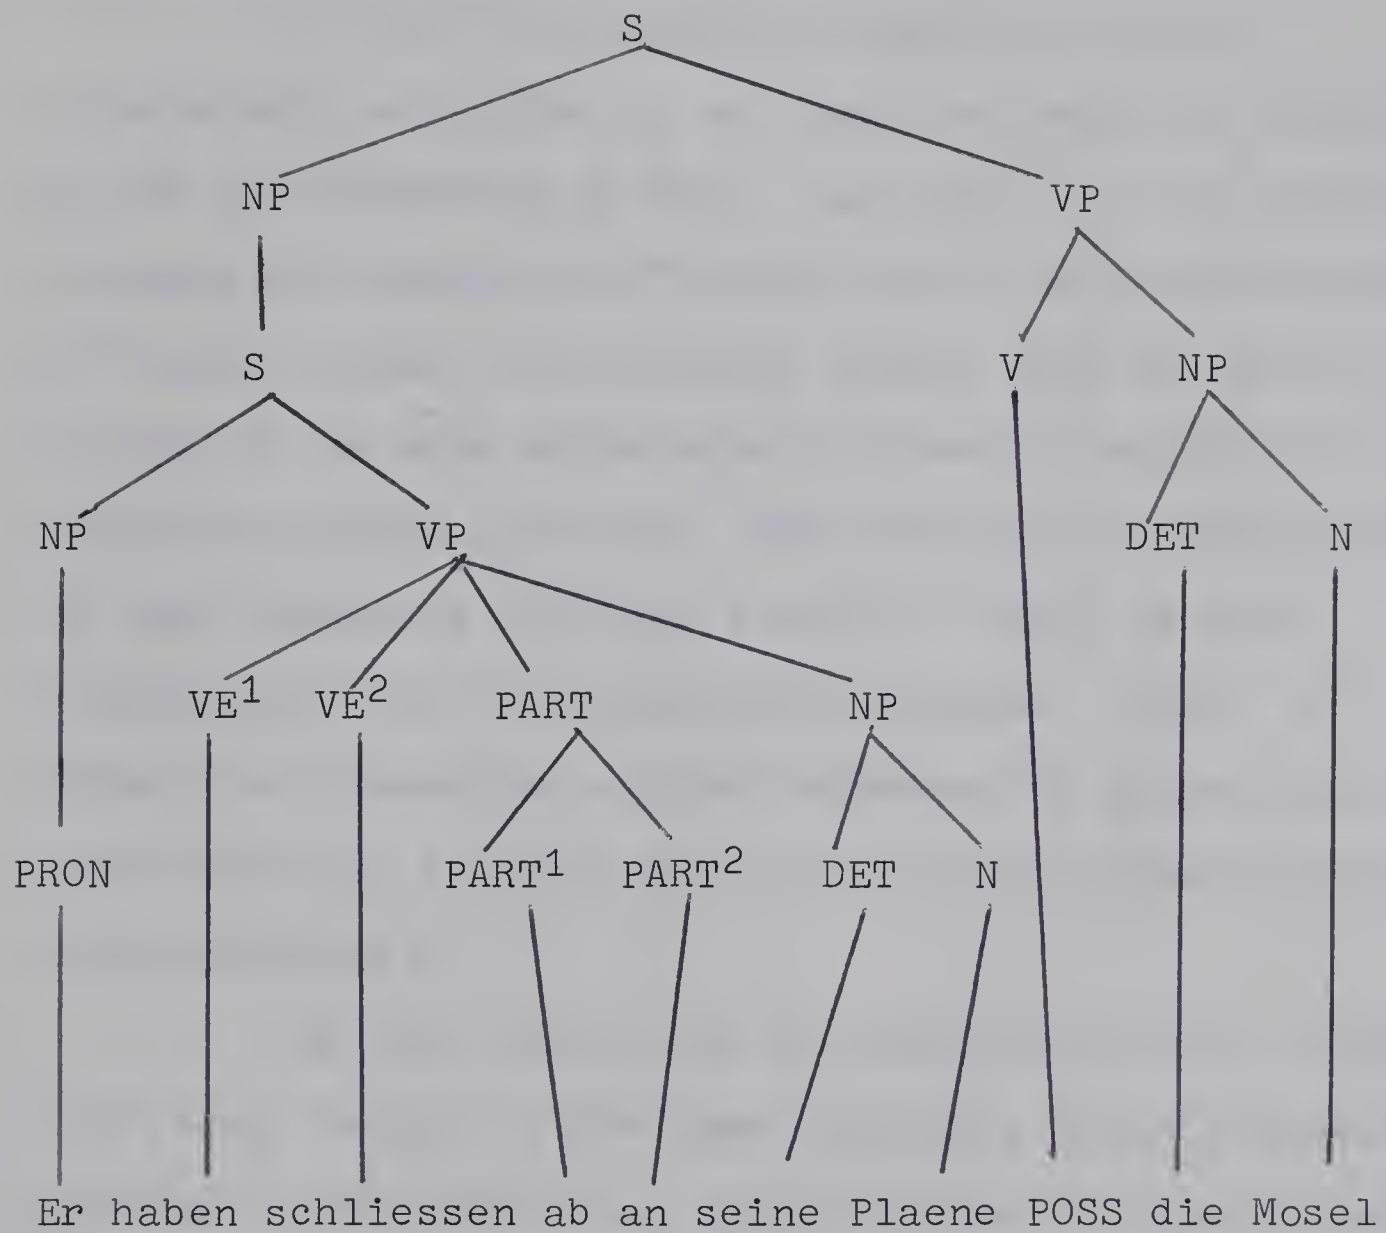 S
NP VP
S V NP
NP VP DET N
VE¹ VE² PART NP
PRON PART¹ PART² DET N
Er haben schliessen ab an seine Plaene POSS die Mosel